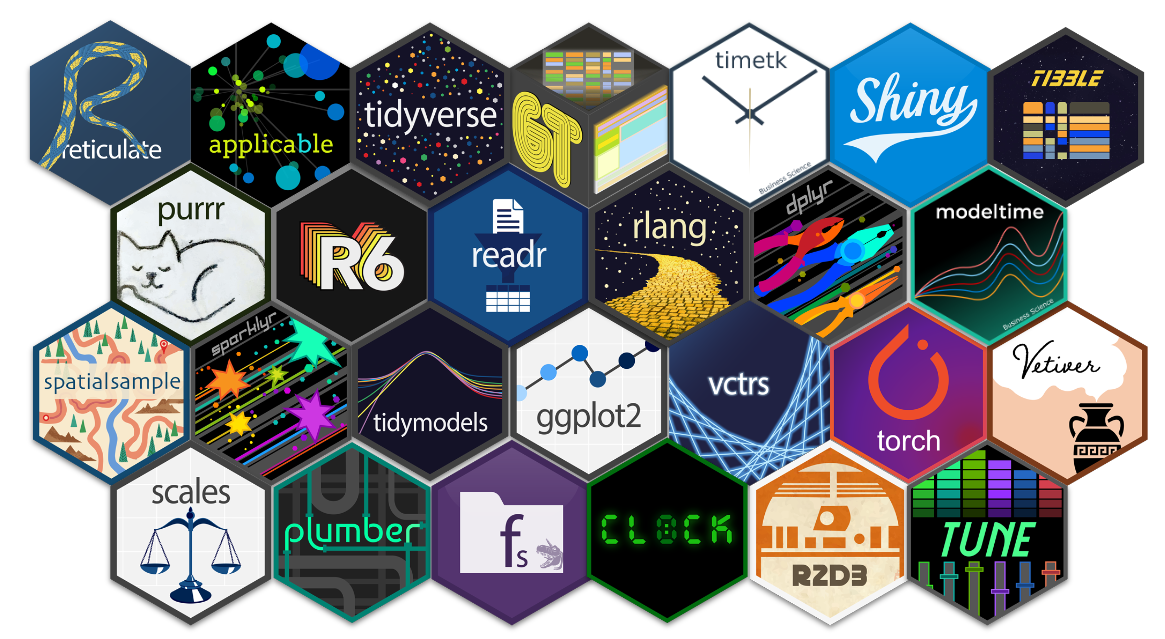 reticulate
applicable
tidyverse
GT
timetk
Business Science
Shiny
TIBBLE
purrr
R6
readr
rlang
dplyr
modeltime
Business Science
spatialsample
sparklyr
tidymodels
ggplot2
vctrs
torch
Vetiver
scales
plumber
fs
CLOCK
R2D3
TUNE